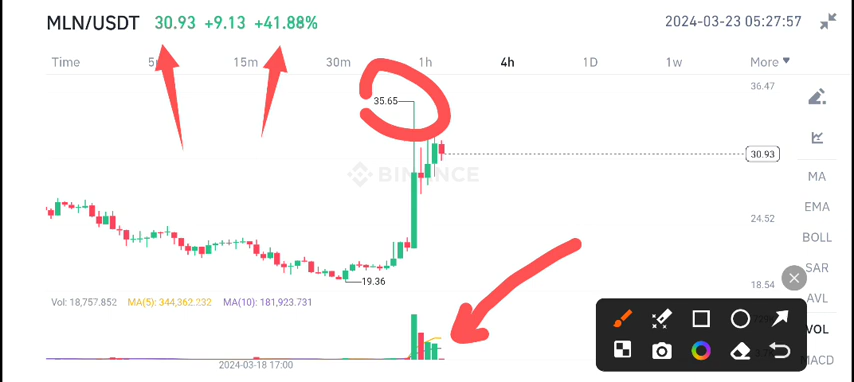 MLN/USDT 30.93 +9.13 +41.88% 2024-03-23 05:27:57
Time 15m 30m 1h 4h 1D 1w More
36.47
35.65
30.93
BINANCE
MA
EMA
24.52
BOLL
SAR
19.36
18.54
AVL
Vol: 18,757.852 MA(5): 344,362.232 MA(10): 181,923.731
VOL
2024-03-18 17:00
MACD